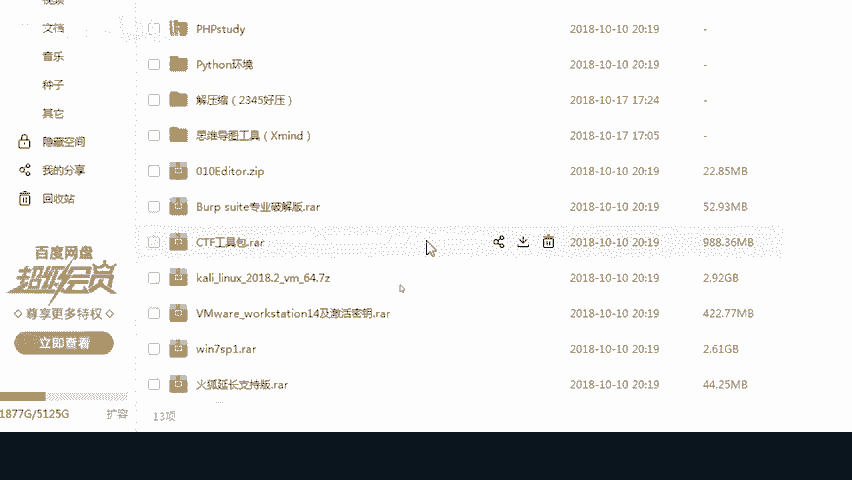 文档
音乐
种子
其它
隐藏空间
我的分享
回收站
百度网盘
超级会员
尊享更多特权
立即查看
1877G/5125G 扩容
PHPstudy 2018-10-10 20:19 -
Python环境 2018-10-10 20:19 -
解压缩（2345好压） 2018-10-17 17:24 -
思维导图工具（Xmind） 2018-10-17 17:05 -
010Editor.zip 2018-10-10 20:19 22.85MB
Burp suite专业破解版.rar 2018-10-10 20:19 52.93MB
CTF工具包.rar 2018-10-10 20:19 988.36MB
kali_linux_2018.2_vm_64.7z 2018-10-10 20:19 2.92GB
VMware_workstation14及激活密钥.rar 2018-10-10 20:19 422.77MB
win7sp1.rar 2018-10-10 20:19 2.61GB
火狐延长支持版.rar 2018-10-10 20:19 44.25MB
13项